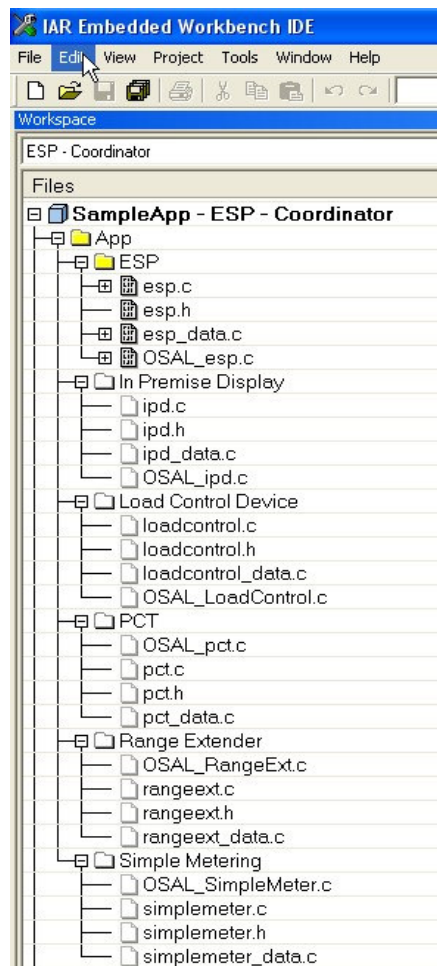 IAR Embedded Workbench IDE
File Edit View Project Tools Window Help
Workspace
ESP - Coordinator
Files
SampleApp - ESP - Coordinator
App
ESP
esp.c
esp.h
esp_data.c
OSAL_esp.c
In Premise Display
ipd.c
ipd.h
ipd_data.c
OSAL_ipd.c
Load Control Device
loadcontrol.c
loadcontrol.h
loadcontrol_data.c
OSAL_LoadControl.c
PCT
OSAL_pct.c
pct.c
pct.h
pct_data.c
Range Extender
OSAL_RangeExt.c
rangeext.c
rangeext.h
rangeext_data.c
Simple Metering
OSAL_SimpleMeter.c
simplemeter.c
simplemeter.h
simplemeter_data.c